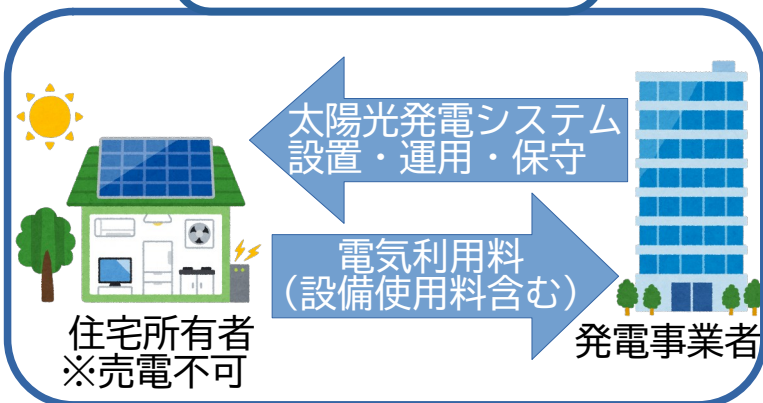 太陽光発電システム
設置・運用・保守
電気利用料
（設備使用料含む）
住宅所有者
※売電不可
発電事業者